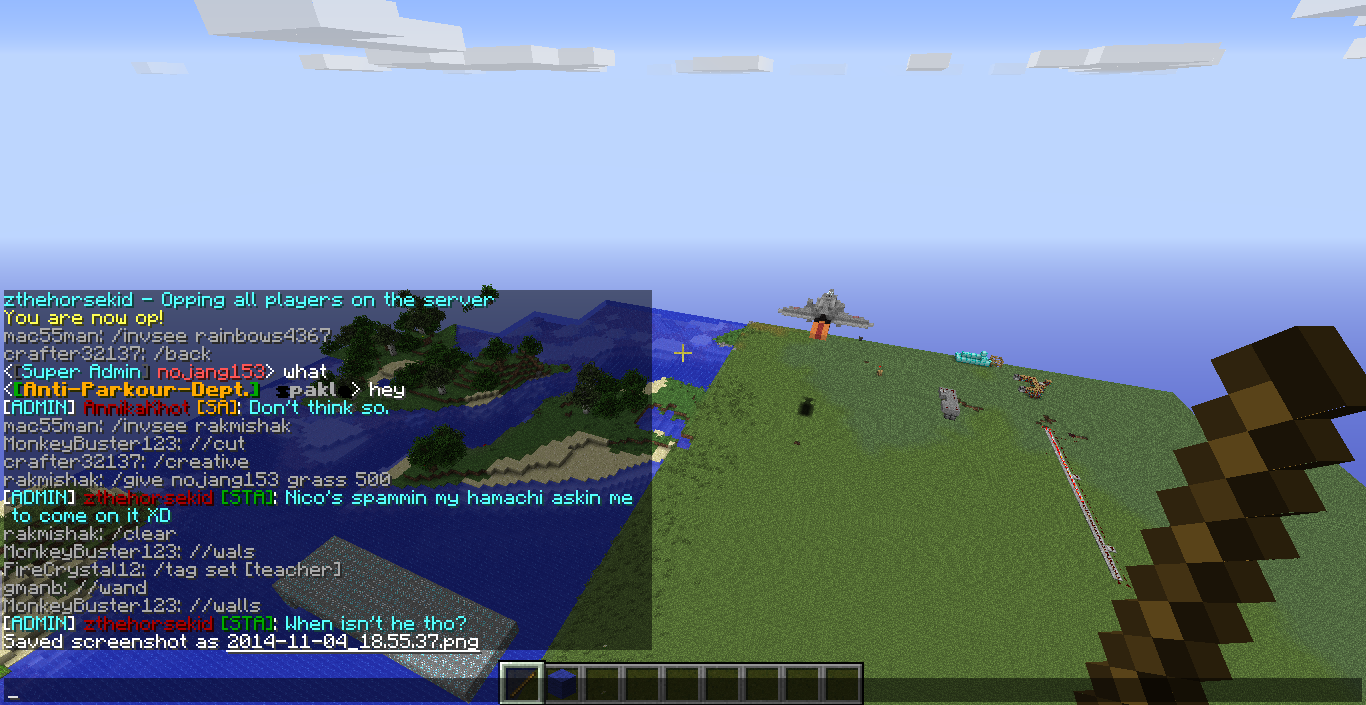 zthehorsekid - Opping all players on the server
You are now op!
mac55man: /invsee rainbows4367
crafter32137: /back
<[Super Admin] nojang153> what
<[Anti-Parkour-Dept.] pakl > hey
[ADMIN] AnnikaKhot [SA]: Don't think so.
mac55man: /invsee rakmishak
MonkeyBuster123: //cut
crafter32137: /creative
rakmishak: /give nojang153 grass 500
[ADMIN] zthehorsekid [STA]: Nico's spammin my hamachi askin me
to come on it XD
rakmishak: /clear
MonkeyBuster123: //wals
FireCrystal12: /tag set [teacher]
gmanb: //wand
MonkeyBuster123: //walls
[ADMIN] zthehorsekid [STA]: When isn't he tho?
Saved screenshot as 2014-11-04_18.55.37.png
_